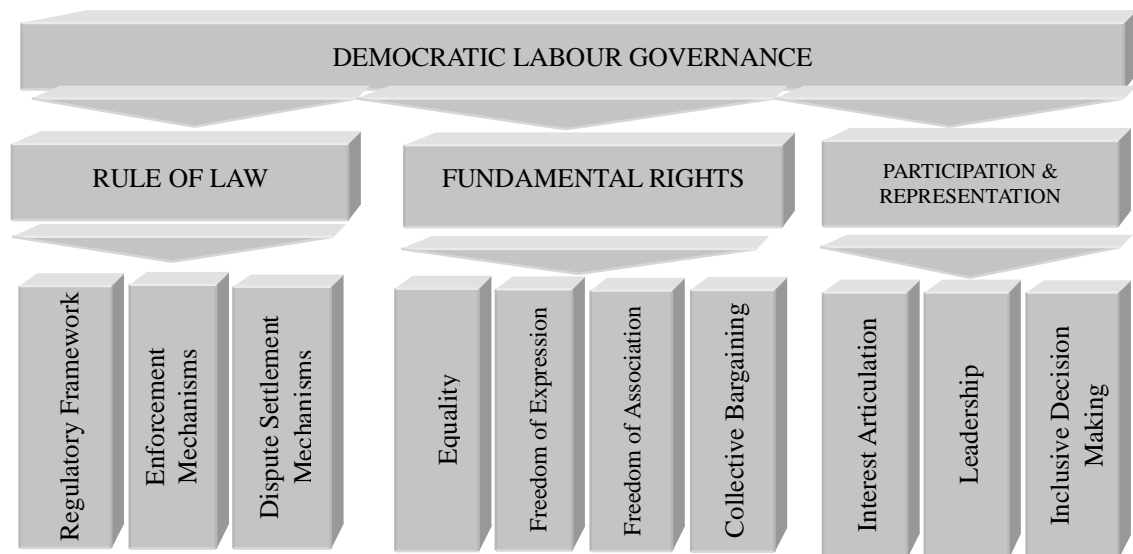 DEMOCRATIC LABOUR GOVERNANCE
RULE OF LAW
FUNDAMENTAL RIGHTS
PARTICIPATION &
REPRESENTATION
Regulatory Framework
Enforcement
Mechanisms
Dispute Settlement
Mechanisms
Equality
Freedom of Expression
Freedom of Association
Collective Bargaining
Interest Articulation
Leadership
Inclusive Decision
Making